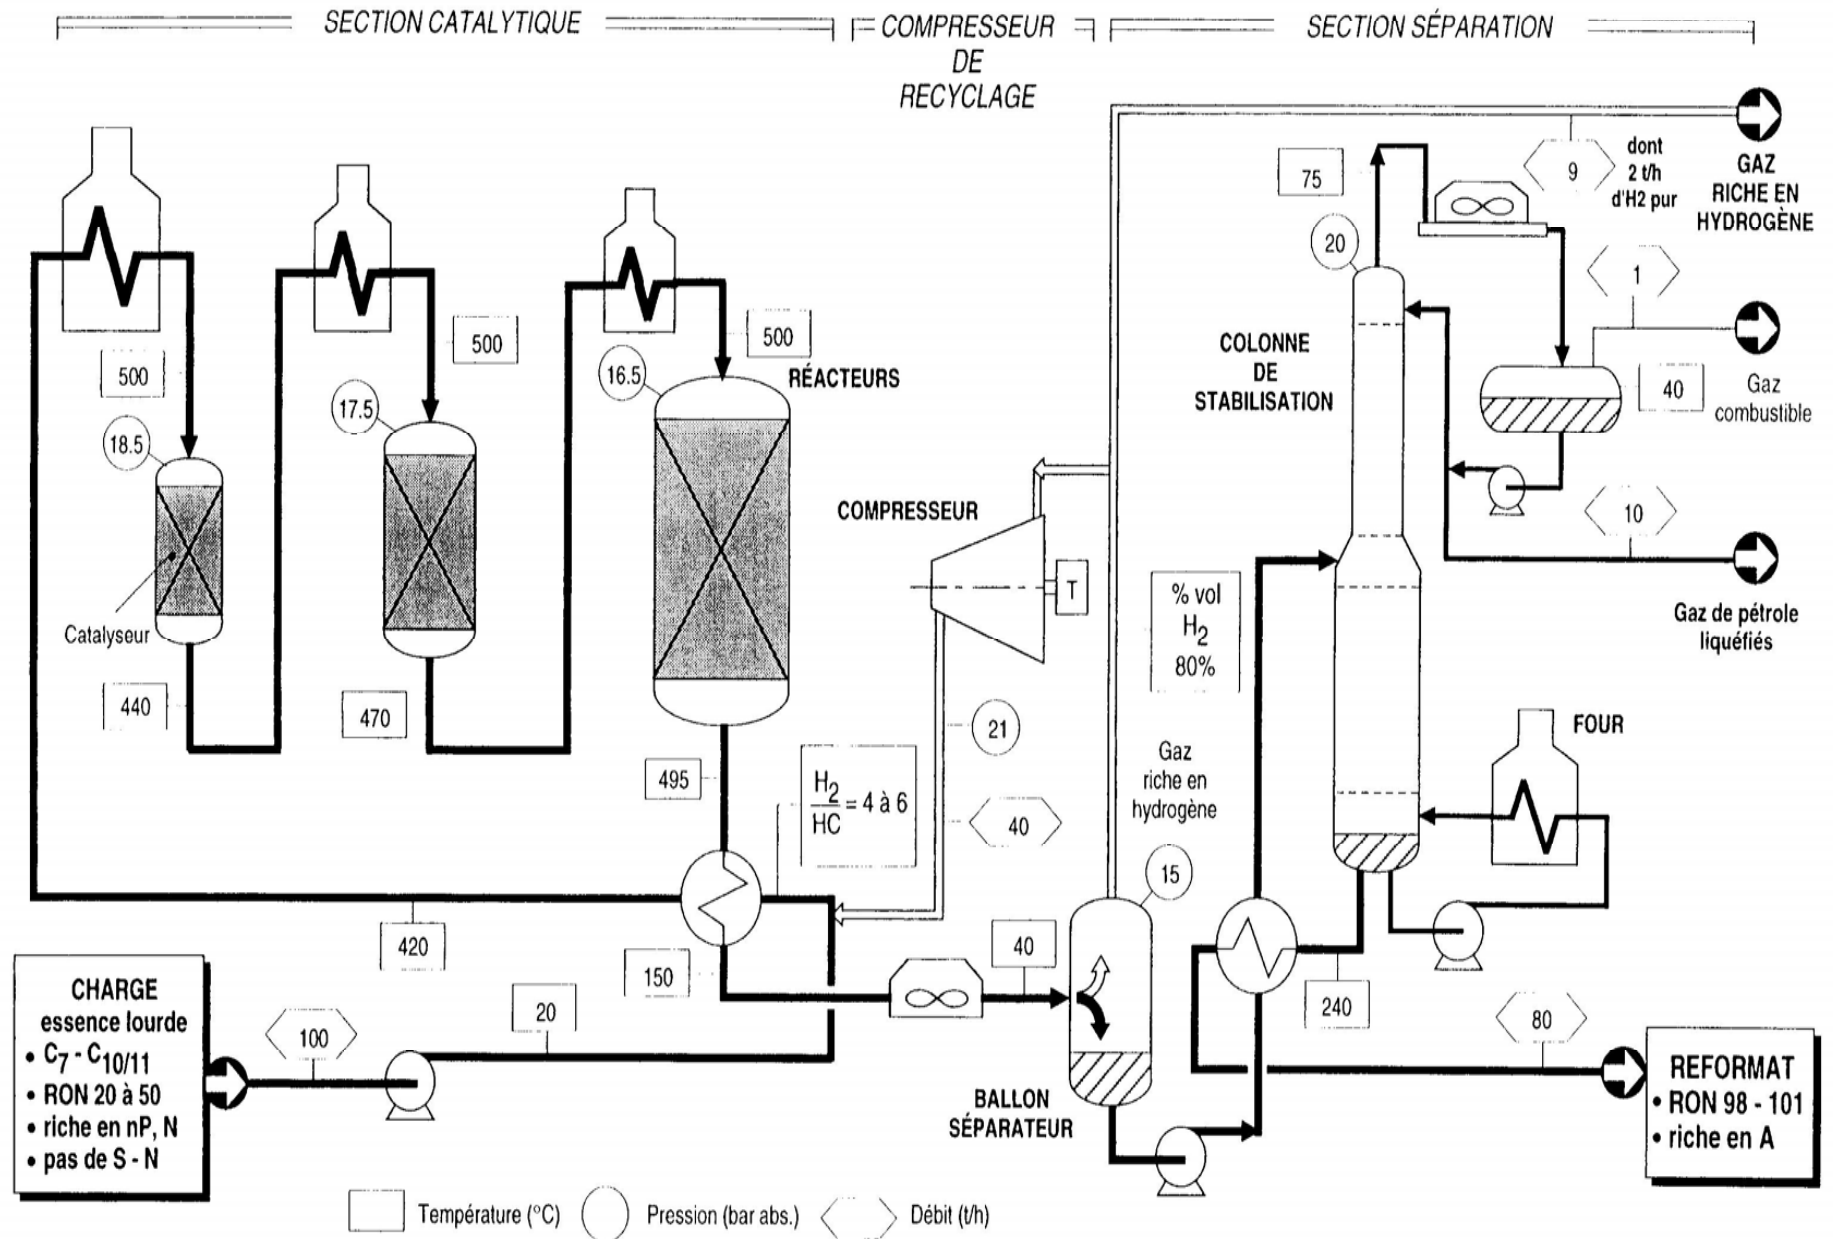 SECTION CATALYTIQUE
COMPRESSEUR
DE
RECYCLAGE
SECTION SÉPARATION
500
18.5
Catalyseur
440
500
17.5
470
500
16.5
RÉACTEURS
495
H2
HC
= 4 à 6
COMPRESSEUR
T
21
40
420
150
20
40
CHARGE
essence lourde
• C7 - C10/11
• RON 20 à 50
• riche en nP, N
• pas de S - N
100
BALLON
SÉPARATEUR
15
Gaz
riche en
hydrogène
% vol
H2
80%
75
20
COLONNE
DE
STABILISATION
9
dont
2 t/h
d'H2 pur
GAZ
RICHE EN
HYDROGÈNE
1
40
Gaz
combustible
10
Gaz de pétrole
liquéfiés
FOUR
240
80
REFORMAT
• RON 98 - 101
• riche en A
Température (°C)
Pression (bar abs.)
Débit (t/h)